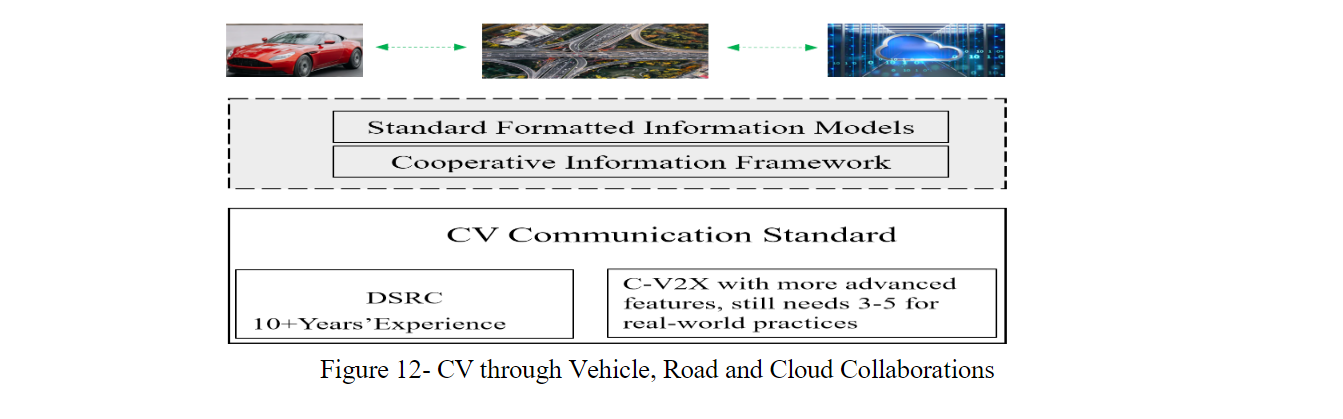 Standard Formatted Information Models
Cooperative Information Framework
CV Communication Standard
DSRC
10+Years’Experience
C-V2X with more advanced
features, still needs 3-5 for
real-world practices
Figure 12- CV through Vehicle, Road and Cloud Collaborations